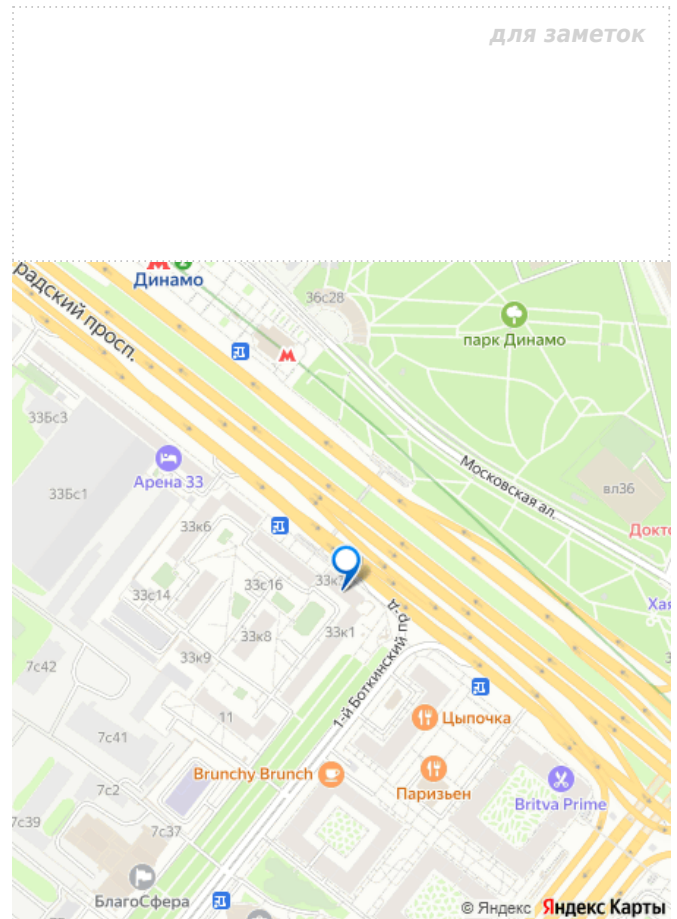 для заметок
Динамо
радский просп.
36с28
парк Динамо
33Бс3
Арена 33
Московская ал.
вл36
33Бс1
Докто
33к6
33с14
33с16
Хая
33к8
33к1
33к9
1-й Боткинский пр-д
7с42
11
Цыпочка
7с41
Brunchy Brunch
Паризьен
7с2
Britva Prime
7с39
7с37
БлагоСфера
© Яндекс Яндекс Карты